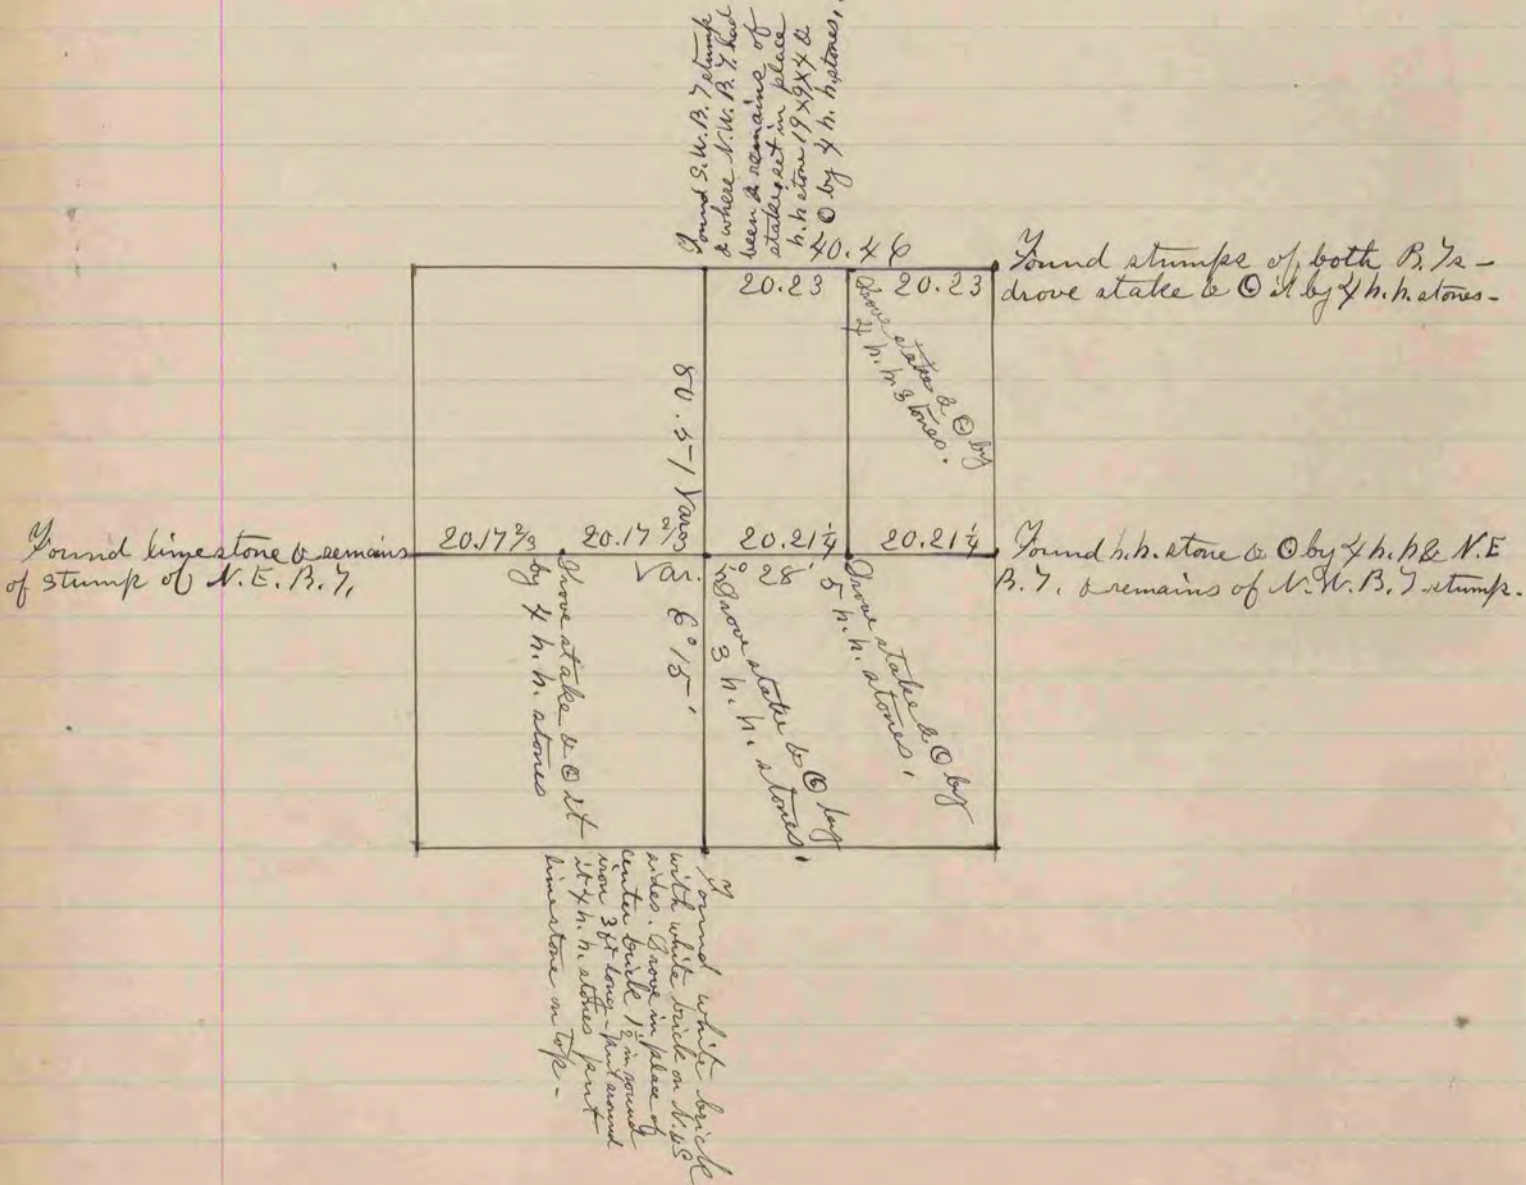 Found S.W.B.T. stump
& where N.W.B.T. had
been & remains of
stake, set in place
h.h. stone 19X9X4 &
⊙ by 4 h.h. stones,
40.46
20.23
20.23
Found stumps of both B.Ts –
drove stake & ⊙ it by 4 h.h. stones –
Drove stake & ⊙ by
4 h.h. stones.
80.51 Var.
6° 15'
Found limestone & remains
of stump of N.E.B.T,
20.17 2/3
20.17 2/3
20.21 1/4
20.21 1/4
Var. 5° 28'
Found h.h. stone & ⊙ by 4 h.h & N.E
B.T. & remains of N.W.B.T. stump.
Drove stake & ⊙ it
by 4 h.h. stones
Drove stake & ⊙ by
3 h.h. stones.
Drove stake & ⊙ by
5 h.h. stones.
Found white brick
with white brick on N.&S
sides. Drove in place of
center brick 1 1/2 in round
iron 3 ft long – put around
it 4 h.h. stones put
limestone on top –